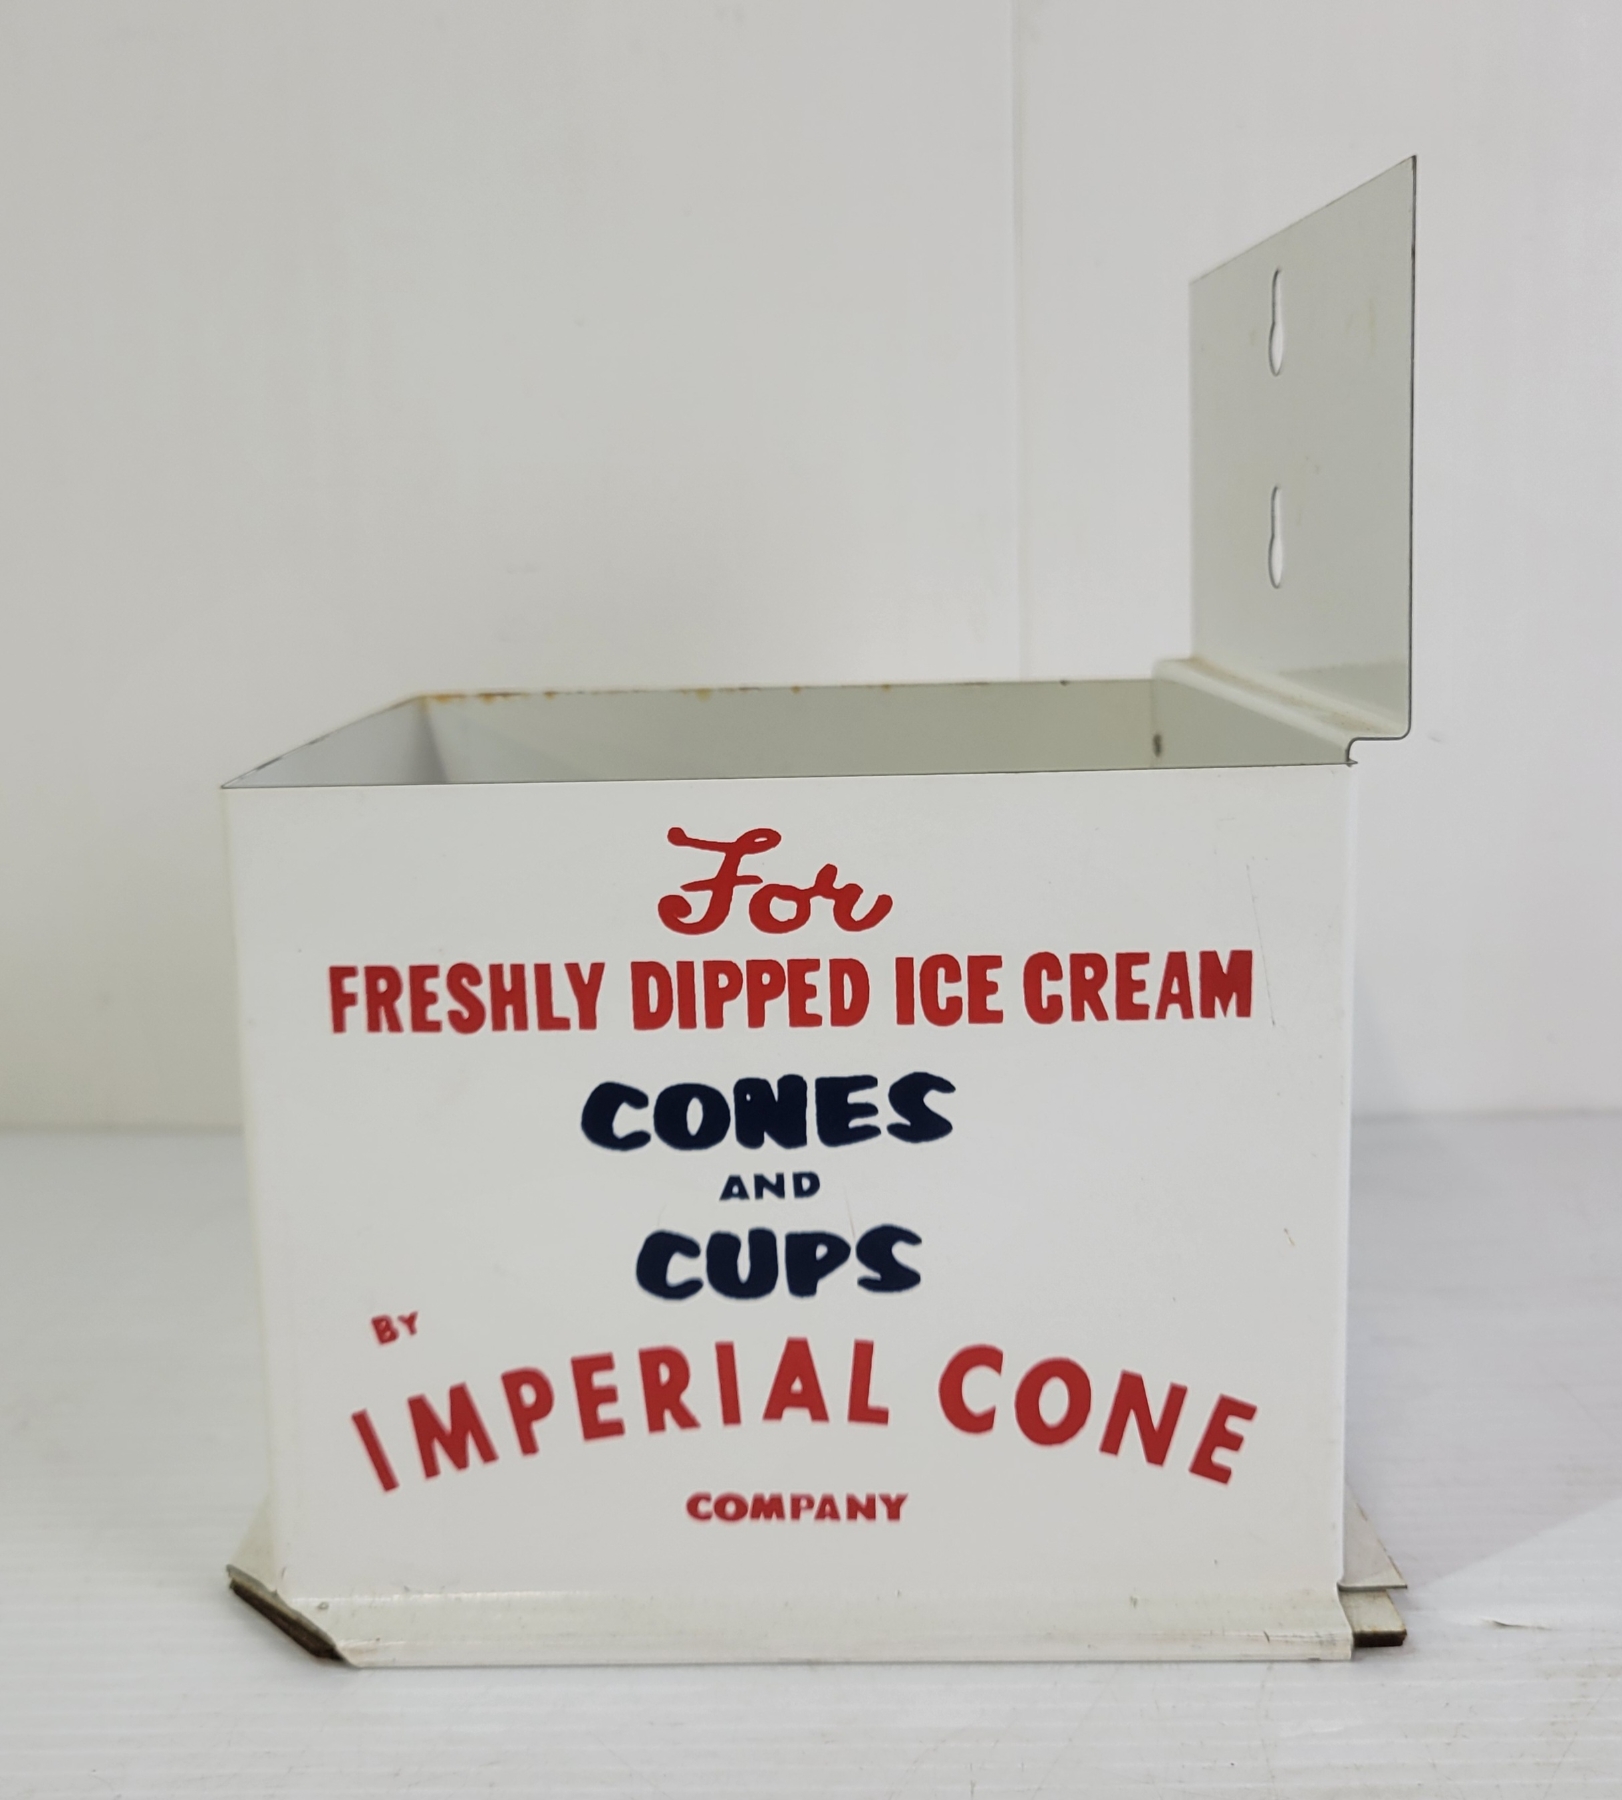 For
FRESHLY DIPPED ICE CREAM
CONES
AND
CUPS
BY
IMPERIAL CONE
COMPANY